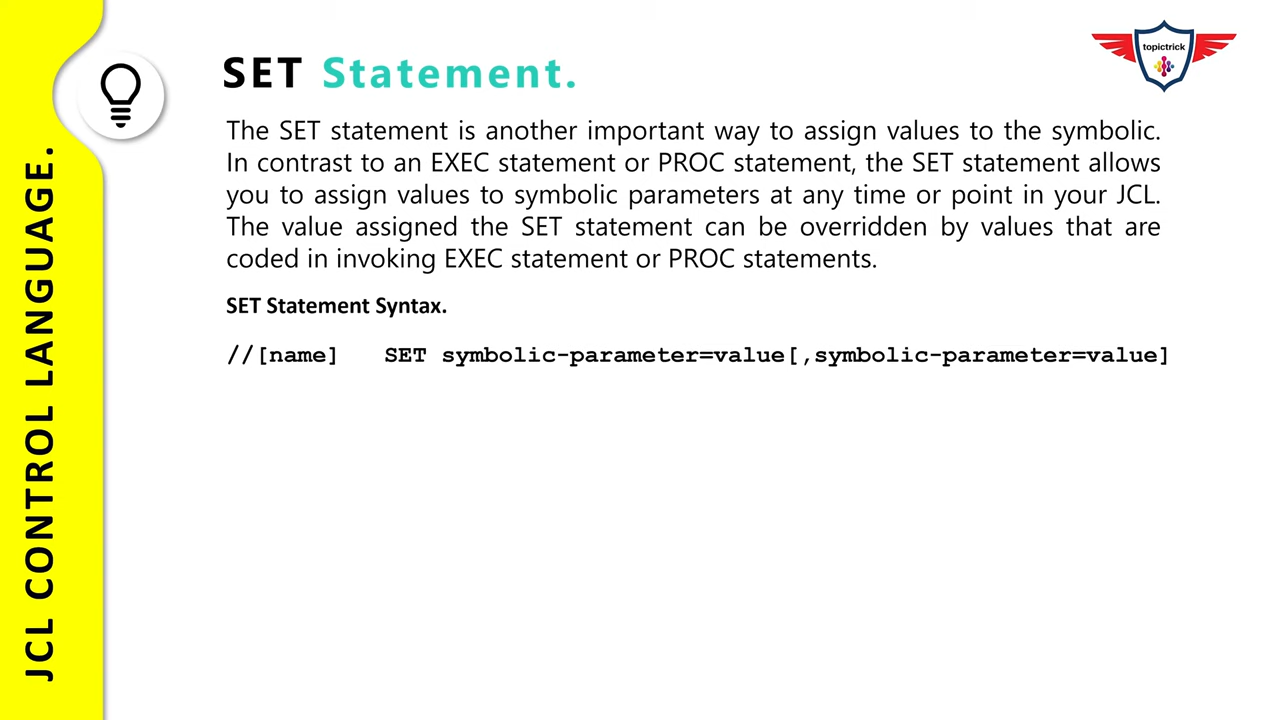 topictrick
SET Statement.
The SET statement is another important way to assign values to the symbolic.
In contrast to an EXEC statement or PROC statement, the SET statement allows
you to assign values to symbolic parameters at any time or point in your JCL.
The value assigned the SET statement can be overridden by values that are
coded in invoking EXEC statement or PROC statements.
SET Statement Syntax.
//[name] SET symbolic-parameter=value[,symbolic-parameter=value]
JCL CONTROL LANGUAGE.